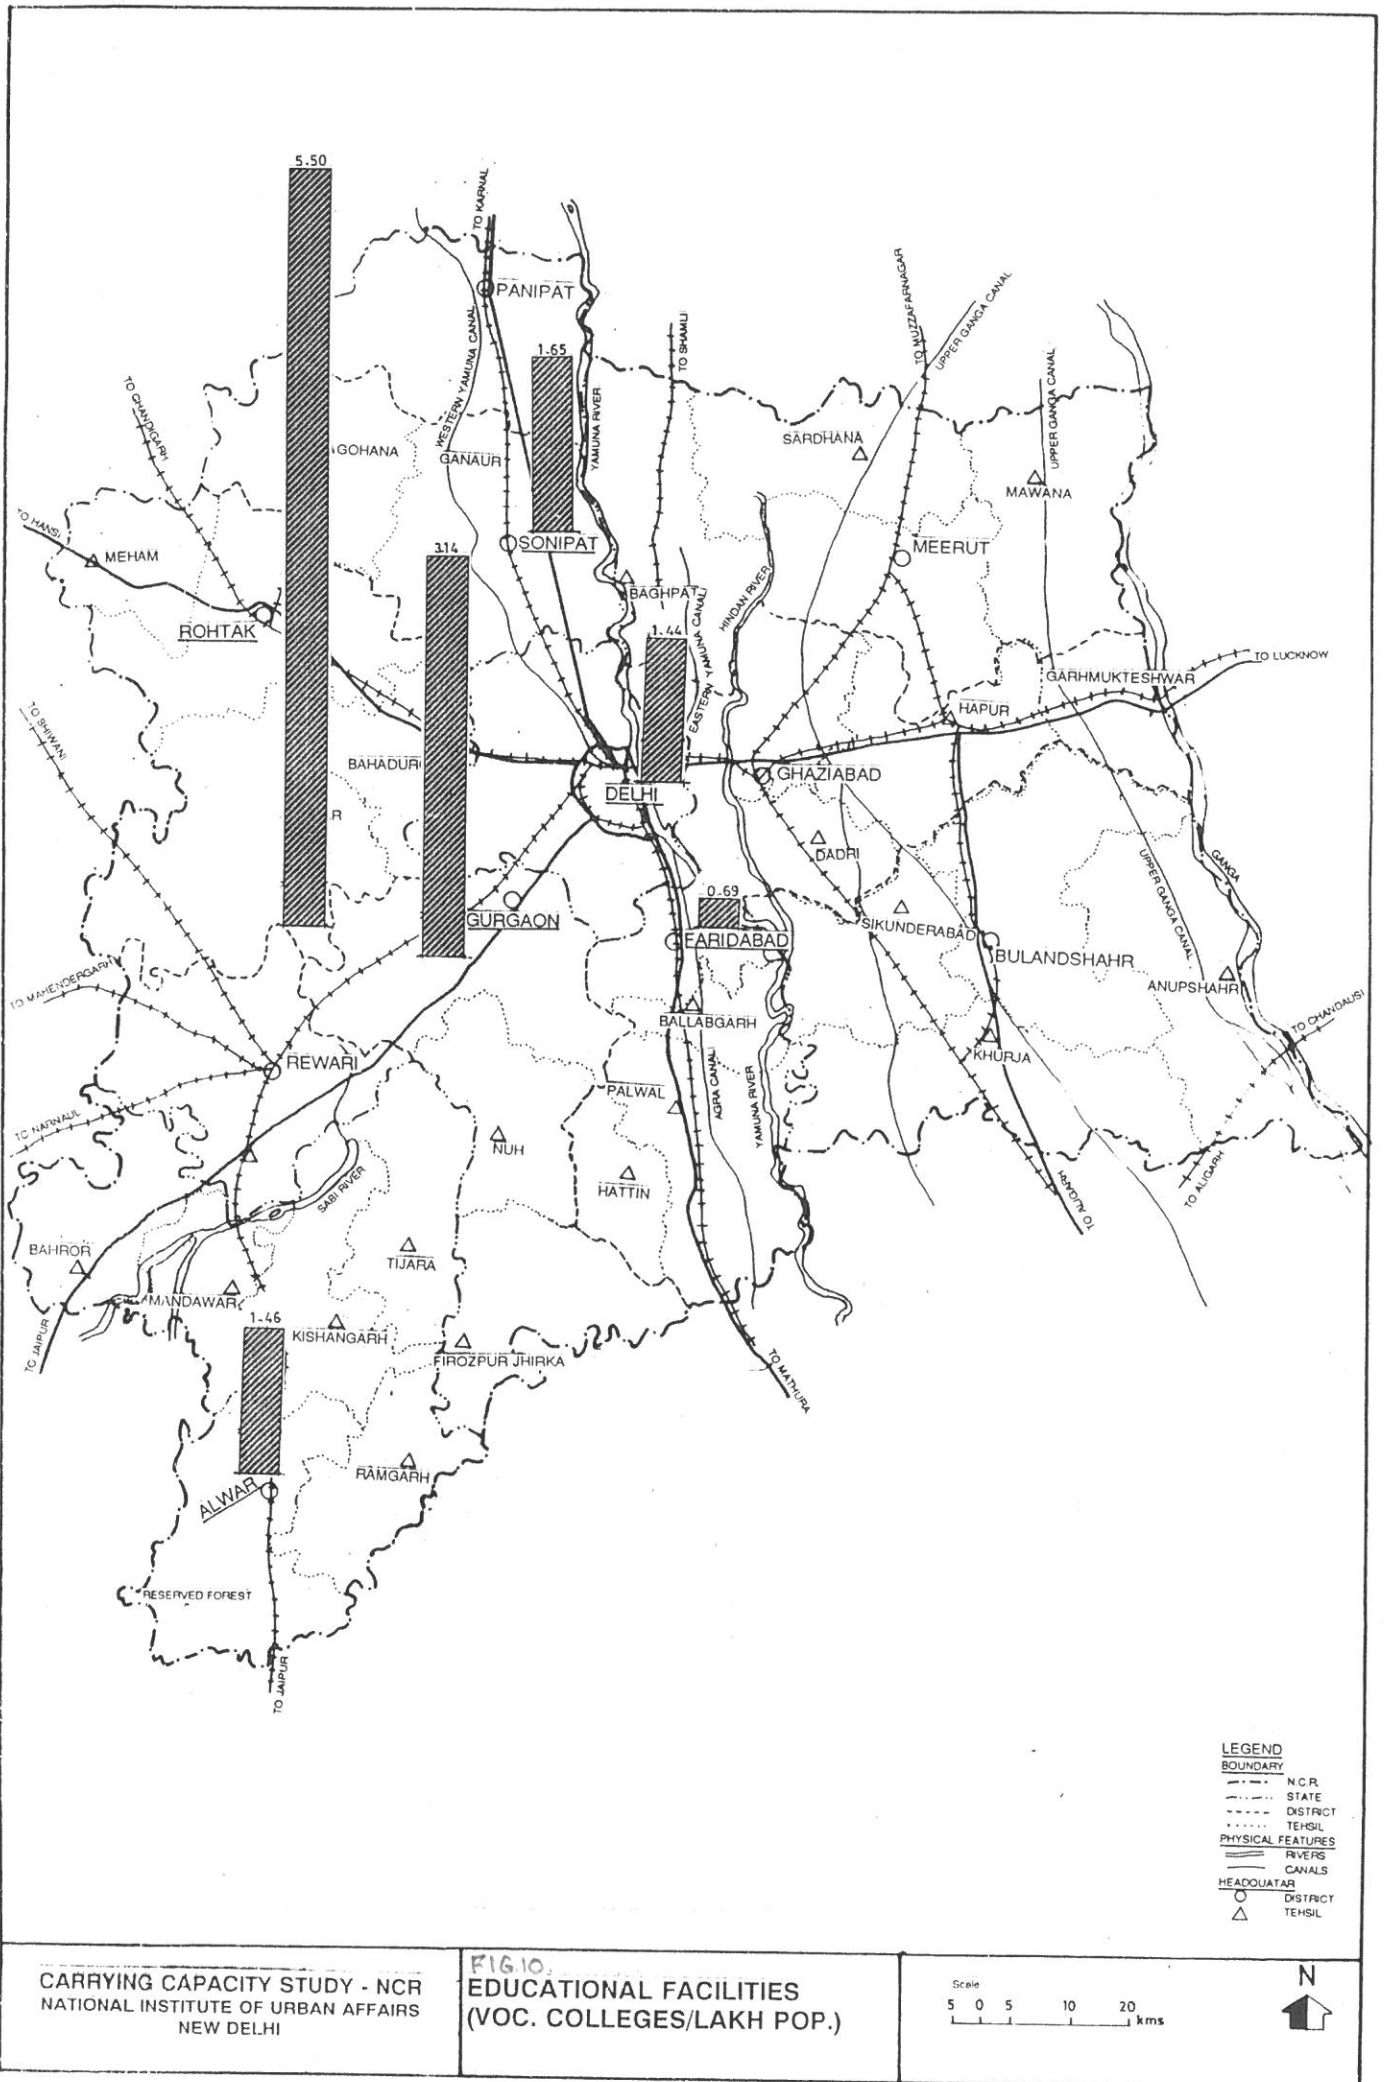 5.50
TO KARNAL
PANIPAT
WESTERN YAMUNA CANAL
1.65
YAMUNA RIVER
TO SHAMLI
TO MUZZAFARNAGAR
UPPER GANGA CANAL
UPPER GANGA CANAL
TO CHANDIGARH
GOHANA
GANAUR
SARDHANA
MAWANA
TO HANSI
MEHAM
SONIPAT
MEERUT
3.14
BAGHPAT
HINDAN RIVER
ROHTAK
1.44
EASTERN YAMUNA CANAL
TO LUCKNOW
GARHMUKTESHWAR
HAPUR
TO SHIWANI
BAHADUR
GHAZIABAD
DELHI
R
DADRI
UPPER GANGA CANAL
GANGA
0.69
GURGAON
FARIDABAD
SIKUNDERABAD
BULANDSHAHR
TO MAHENDERGARH
ANUPSHAHR
TO CHANDAUSI
BALLABGARH
KHURJA
REWARI
AGRA CANAL
YAMUNA RIVER
PALWAL
TO NARNAUL
NUH
HATTIN
SABI RIVER
TO ALIGARH
TO ALIGARH
BAHROR
TIJARA
MANDAWAR
1.46
KISHANGARH
TO JAIPUR
FIROZPUR JHIRKA
TO MATHURA
RAMGARH
ALWAR
RESERVED FOREST
TO JAIPUR
LEGEND
BOUNDARY
N.C.R.
STATE
DISTRICT
TEHSIL
PHYSICAL FEATURES
RIVERS
CANALS
HEADQUATAR
DISTRICT
TEHSIL
CARRYING CAPACITY STUDY - NCR
NATIONAL INSTITUTE OF URBAN AFFAIRS
NEW DELHI
FIG.10.
EDUCATIONAL FACILITIES
(VOC. COLLEGES/LAKH POP.)
Scale
5 0 5 10 20 kms
N